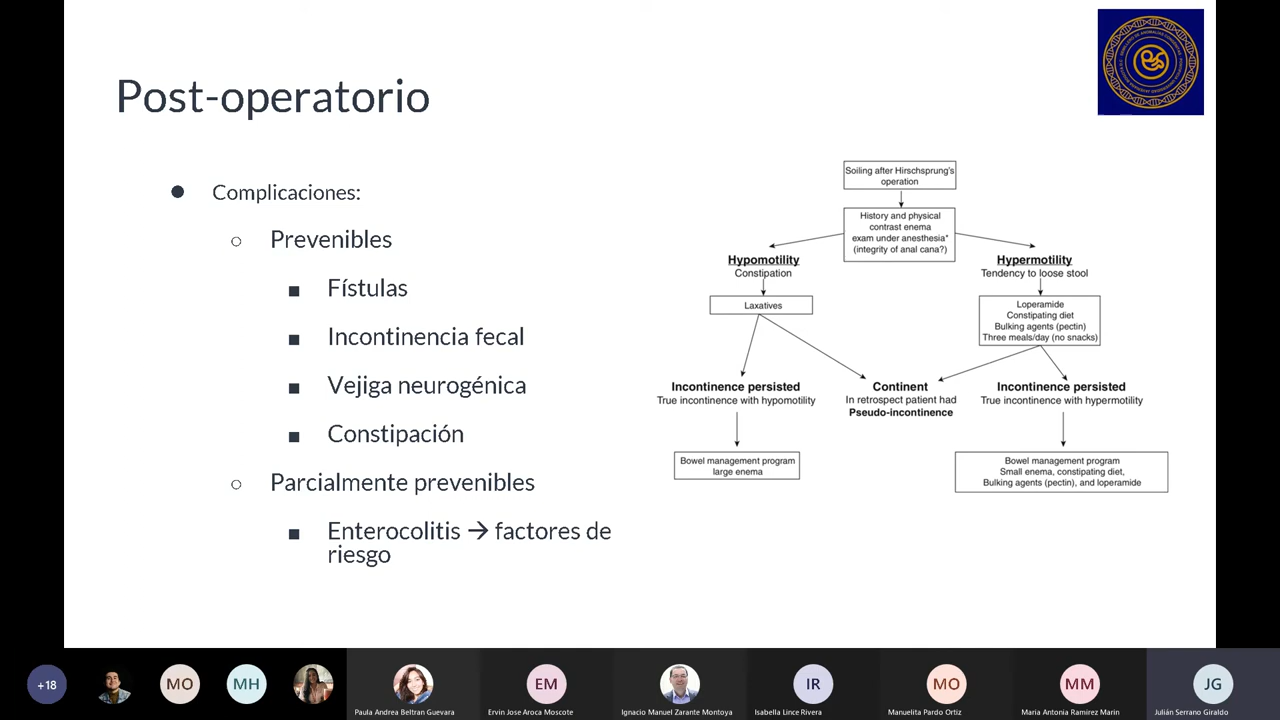 Post-operatorio
Complicaciones:
Prevenibles
Fístulas
Incontinencia fecal
Vejiga neurogénica
Constipación
Parcialmente prevenibles
Enterocolitis → factores de
riesgo
Soiling after Hirschsprung's
operation
History and physical
contrast enema
exam under anesthesia*
(integrity of anal cana?)
Hypomotility
Constipation
Hypermotility
Tendency to loose stool
Laxatives
Loperamide
Constipating diet
Bulking agents (pectin)
Three meals/day (no snacks)
Incontinence persisted
True incontinence with hypomotility
Continent
In retrospect patient had
Pseudo-incontinence
Incontinence persisted
True incontinence with hypermotility
Bowel management program
large enema
Bowel management program
Small enema, constipating diet,
Bulking agents (pectin), and loperamide
+18
MO
MH
Paula Andrea Beltran Guevara
EM
Ervin Jose Aroca Moscote
Ignacio Manuel Zarante Montoya
IR
Isabella Lince Rivera
MO
Manuelita Pardo Ortiz
MM
Maria Antonia Ramirez Marin
JG
Julián Serrano Giraldo